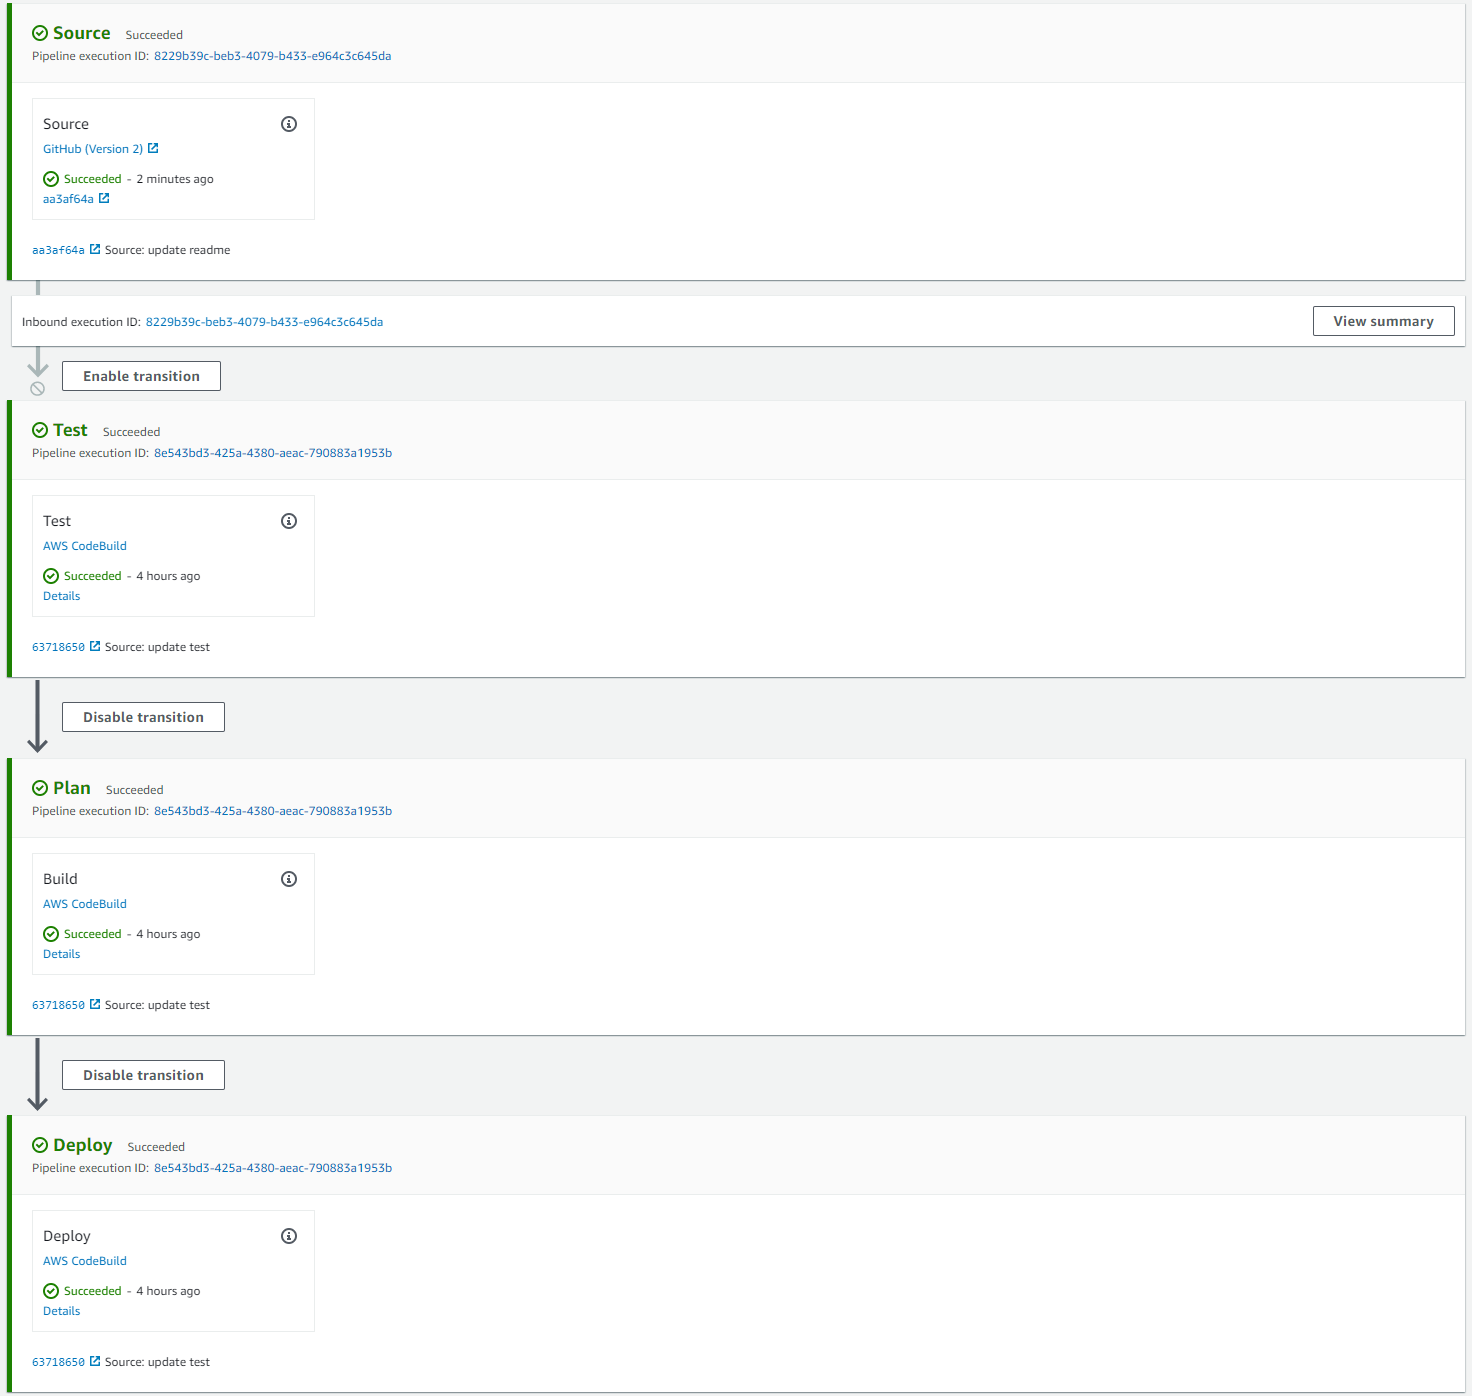 Source Succeeded
Pipeline execution ID: 8229b39c-beb3-4079-b433-e964c3c645da
Source
GitHub (Version 2)
Succeeded - 2 minutes ago
aa3af64a
aa3af64a Source: update readme
Inbound execution ID: 8229b39c-beb3-4079-b433-e964c3c645da View summary
Enable transition
Test Succeeded
Pipeline execution ID: 8e543bd3-425a-4380-aeac-790883a1953b
Test
AWS CodeBuild
Succeeded - 4 hours ago
Details
63718650 Source: update test
Disable transition
Plan Succeeded
Pipeline execution ID: 8e543bd3-425a-4380-aeac-790883a1953b
Build
AWS CodeBuild
Succeeded - 4 hours ago
Details
63718650 Source: update test
Disable transition
Deploy Succeeded
Pipeline execution ID: 8e543bd3-425a-4380-aeac-790883a1953b
Deploy
AWS CodeBuild
Succeeded - 4 hours ago
Details
63718650 Source: update test